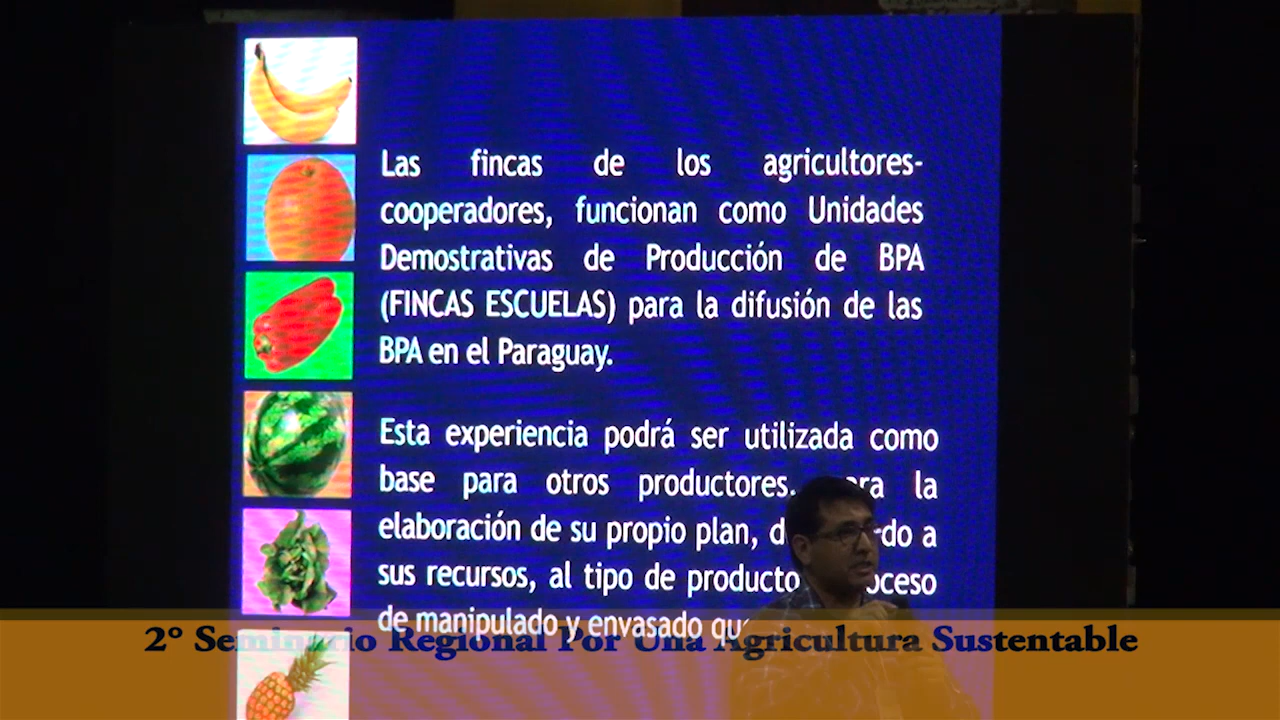 Las fincas de los agricultores-
cooperadores, funcionan como Unidades
Demostrativas de Producción de BPA
(FINCAS ESCUELAS) para la difusión de las
BPA en el Paraguay.
Esta experiencia podrá ser utilizada como
base para otros productores, la
elaboración de su propio plan, a
sus recursos, al tipo de producto
de manipulado y envasado
2º Seminario Regional Por Una Agricultura Sustentable